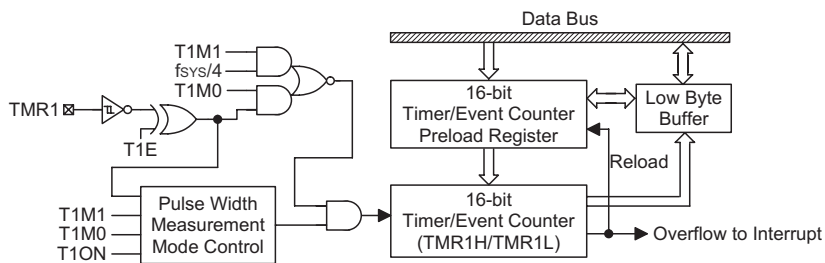 Data Bus
T1M1
fSYS/4
T1M0
TMR1
T1E
16-bit
Timer/Event Counter
Preload Register
Low Byte
Buffer
Reload
T1M1
T1M0
T1ON
Pulse Width
Measurement
Mode Control
16-bit
Timer/Event Counter
(TMR1H/TMR1L)
Overflow to Interrupt